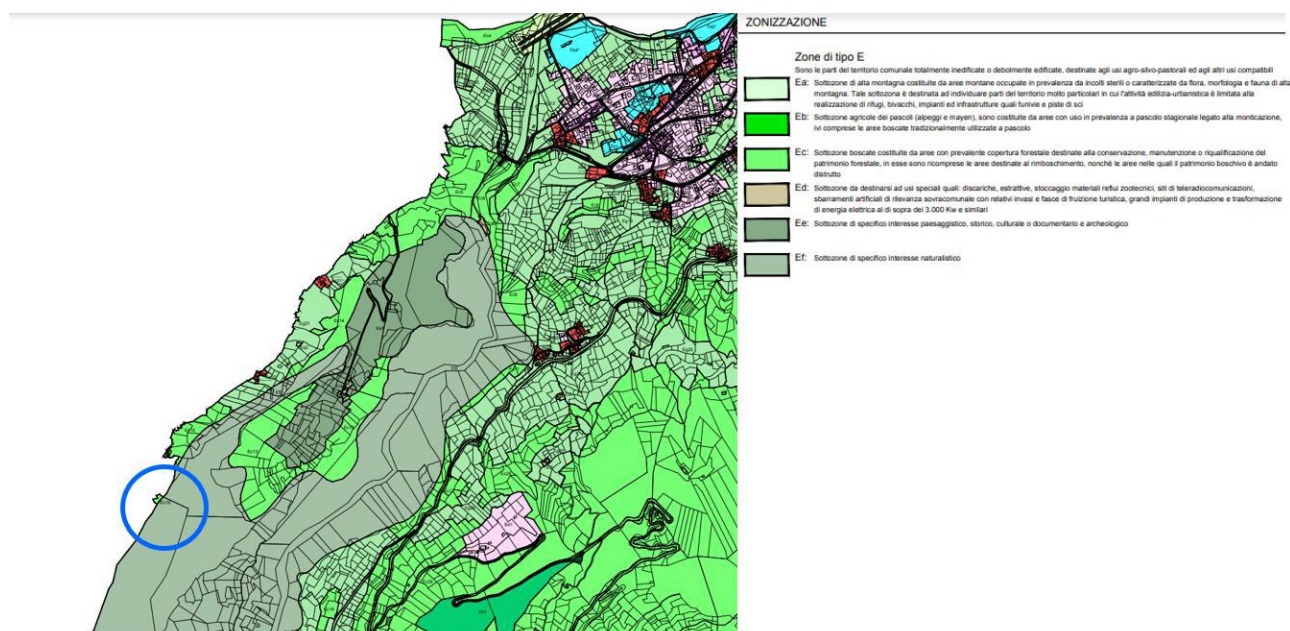 ZONIZZAZIONE
Zone di tipo E
Sono le parti del territorio comunale totalmente inedificate o debolmente edificate, destinate agli usi agro-silvo-pastorali ed agli altri usi compatibili
Ea: Sottozone di alta montagna costituite da aree montane occupate in prevalenza da incolti sterili o caratterizzate da flora, morfologia e fauna di alta
montagna. Tale sottozona è destinata ad individuare parti del territorio molto particolari in cui l'attività edilizia-urbanistica è limitata alla
realizzazione di rifugi, bivacchi, impianti ed infrastrutture quali funivie e piste di sci
Eb: Sottozone agricole dei pascoli (alpeggi e mayen), sono costituite da aree con uso in prevalenza a pascolo stagionale legato alla monticazione,
ivi comprese le aree boscate tradizionalmente utilizzate a pascolo
Ec: Sottozone boscate costituite da aree con prevalente copertura forestale destinate alla conservazione, manutenzione o riqualificazione del
patrimonio forestale, in esse sono ricomprese le aree destinate al rimboschimento, nonchè le aree nelle quali il patrimonio boschivo è andato
distrutto
Ed: Sottozone da destinarsi ad usi speciali quali: discariche, estrattive, stoccaggio materiali reflui zootecnici, siti di teleradiocomunicazioni,
sbarramenti artificiali di rilevanza sovracomunale con relativi invasi e fasce di fruizione turistica, grandi impianti di produzione e trasformazione
di energia elettrica al di sopra dei 3.000 Kw e similari
Ee: Sottozone di specifico interesse paesaggistico, storico, culturale o documentario e archeologico
Ef: Sottozone di specifico interesse naturalistico